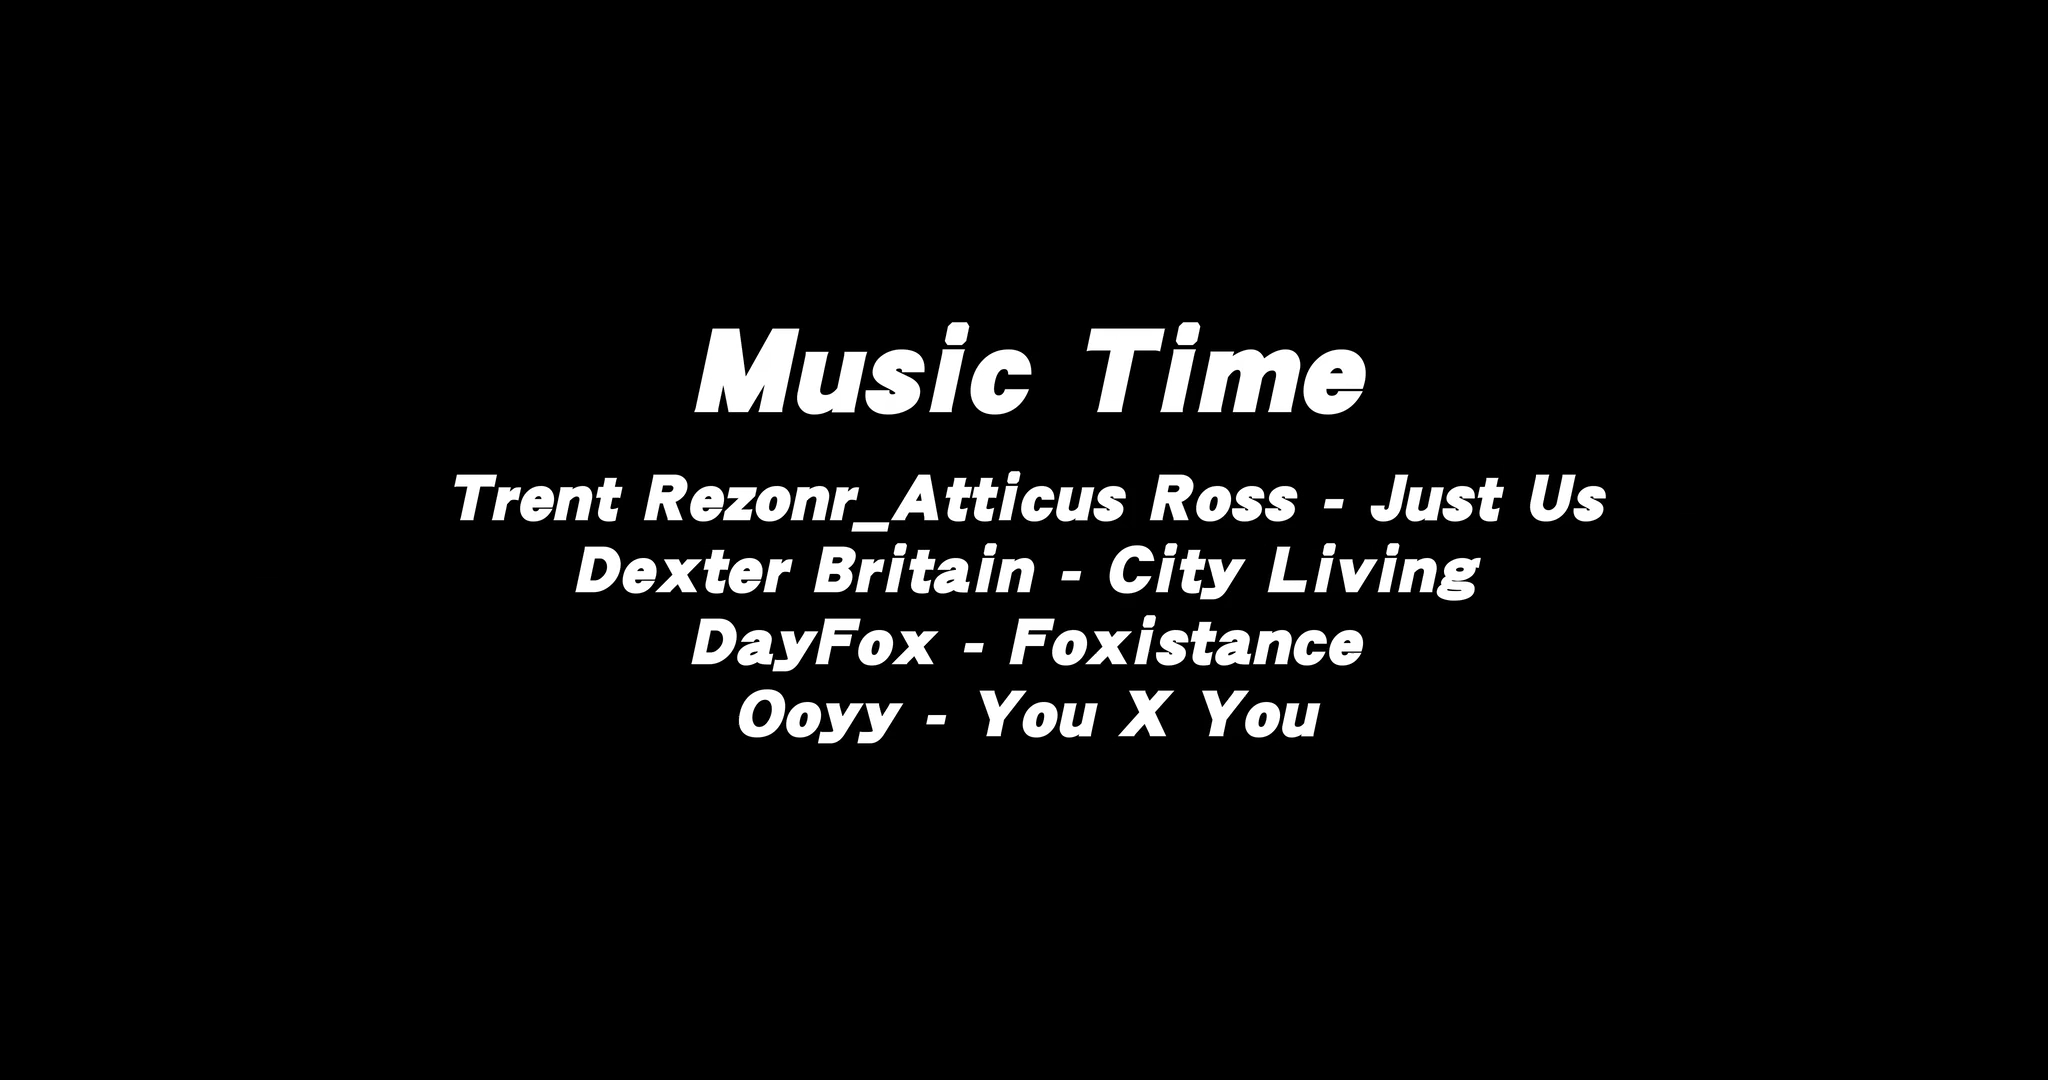 Music Time
Trent Rezonr_Atticus Ross - Just Us
Dexter Britain - City Living
DayFox - Foxistance
Ooyy - You X You